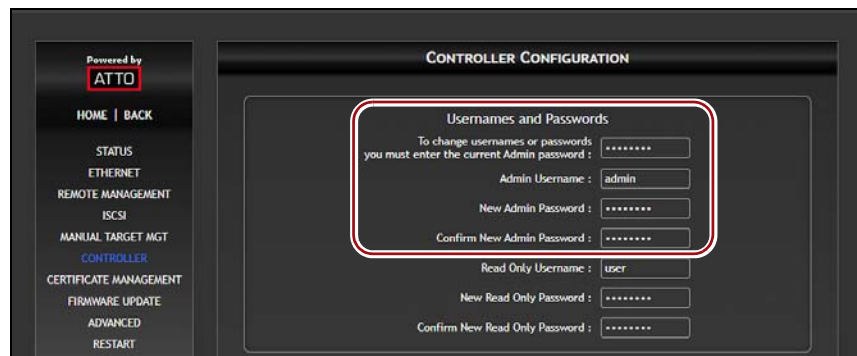 Powered by
ATTO
HOME | BACK
STATUS
ETHERNET
REMOTE MANAGEMENT
ISCSI
MANUAL TARGET MGT
CONTROLLER
CERTIFICATE MANAGEMENT
FIRMWARE UPDATE
ADVANCED
RESTART
CONTROLLER CONFIGURATION
Usernames and Passwords
To change usernames or passwords
you must enter the current Admin password : ••••••••
Admin Username : admin
New Admin Password : ••••••••
Confirm New Admin Password : ••••••••
Read Only Username : user
New Read Only Password : ••••••••
Confirm New Read Only Password : ••••••••